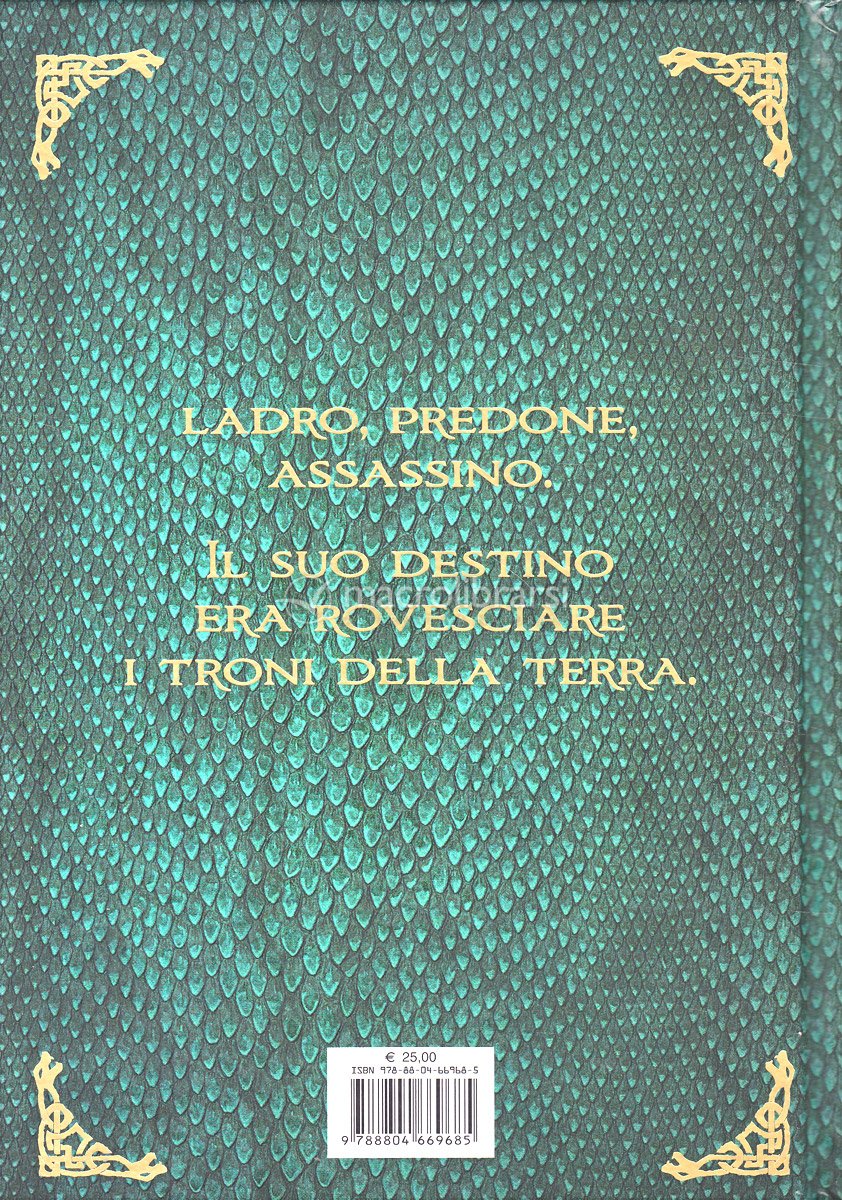 LADRO, PREDONE,
ASSASSINO.
IL SUO DESTINO
macrolibrarsi
ERA ROVESCIARE
I TRONI DELLA TERRA.
€ 25,00
ISBN 978-88-04-66968-5
9 788804 669685